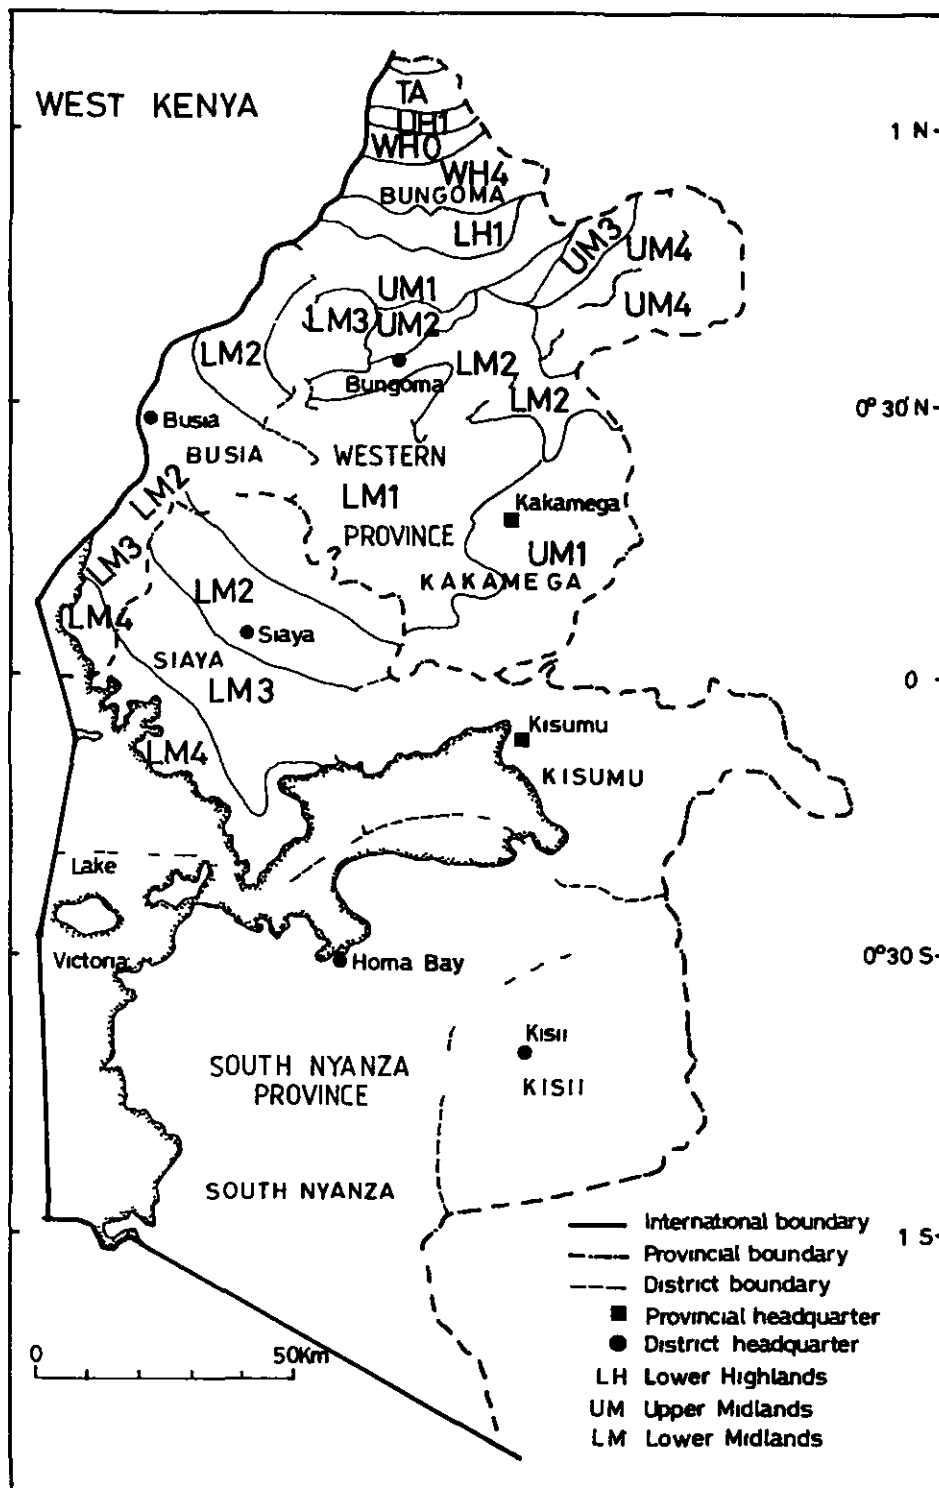 WEST KENYA
TA
UH1
WH0
WH4
BUNGOMA
LH1
UM3
UM4
UM1
UM4
LM3
UM2
LM2
LM2
Bungoma
LM2
Busia
BUSIA
WESTERN
LM2
LM1
Kakamega
PROVINCE
LM3
UM1
LM2
KAKAMEGA
LM4
Siaya
SIAYA
LM3
Kisumu
LM4
KISUMU
Lake
Victoria
Homa Bay
Kisii
SOUTH NYANZA
PROVINCE
KISII
SOUTH NYANZA
1 N
0° 30' N
0
0° 30 S
1 S
International boundary
Provincial boundary
District boundary
Provincial headquarter
District headquarter
LH Lower Highlands
UM Upper Midlands
LM Lower Midlands
0 50Km